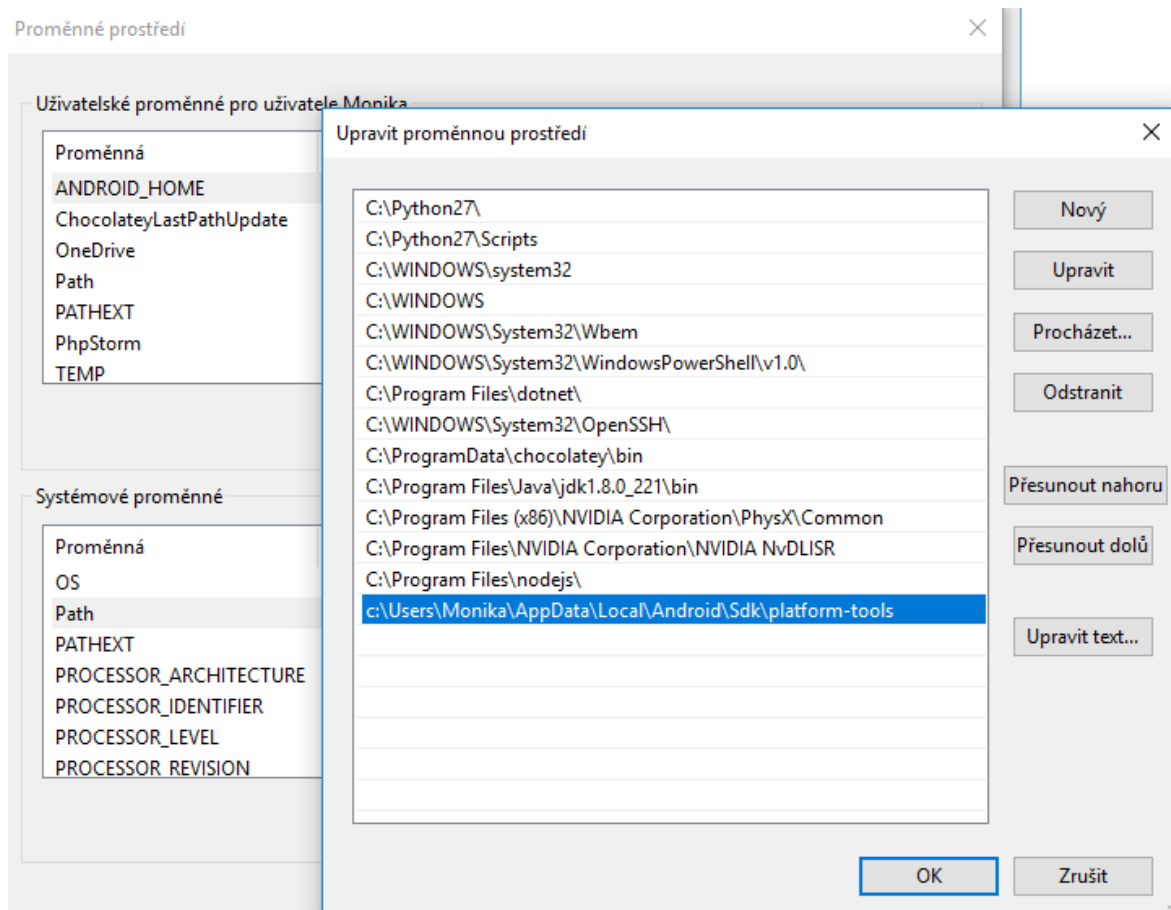 Proměnné prostředí
Uživatelské proměnné pro uživatele Monika
Proměnná
ANDROID_HOME
ChocolateyLastPathUpdate
OneDrive
Path
PATHEXT
PhpStorm
TEMP
Systémové proměnné
Proměnná
OS
Path
PATHEXT
PROCESSOR_ARCHITECTURE
PROCESSOR_IDENTIFIER
PROCESSOR_LEVEL
PROCESSOR_REVISION
Upravit proměnnou prostředí
C:\Python27\
C:\Python27\Scripts
C:\WINDOWS\system32
C:\WINDOWS
C:\WINDOWS\System32\Wbem
C:\WINDOWS\System32\WindowsPowerShell\v1.0\
C:\Program Files\dotnet\
C:\WINDOWS\System32\OpenSSH\
C:\ProgramData\chocolatey\bin
C:\Program Files\Java\jdk1.8.0_221\bin
C:\Program Files (x86)\NVIDIA Corporation\PhysX\Common
C:\Program Files\NVIDIA Corporation\NVIDIA NvDLISR
C:\Program Files\nodejs\
c:\Users\Monika\AppData\Local\Android\Sdk\platform-tools
Nový
Upravit
Procházet...
Odstranit
Přesunout nahoru
Přesunout dolů
Upravit text...
OK
Zrušit